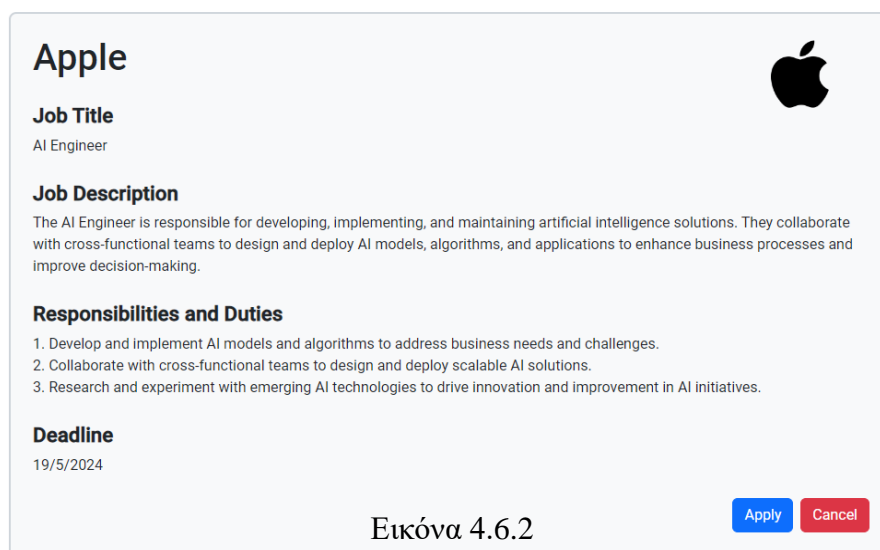 Apple
Job Title
AI Engineer
Job Description
The AI Engineer is responsible for developing, implementing, and maintaining artificial intelligence solutions. They collaborate
with cross-functional teams to design and deploy AI models, algorithms, and applications to enhance business processes and
improve decision-making.
Responsibilities and Duties
1. Develop and implement AI models and algorithms to address business needs and challenges.
2. Collaborate with cross-functional teams to design and deploy scalable AI solutions.
3. Research and experiment with emerging AI technologies to drive innovation and improvement in AI initiatives.
Deadline
19/5/2024
Apply Cancel
Εικόνα 4.6.2